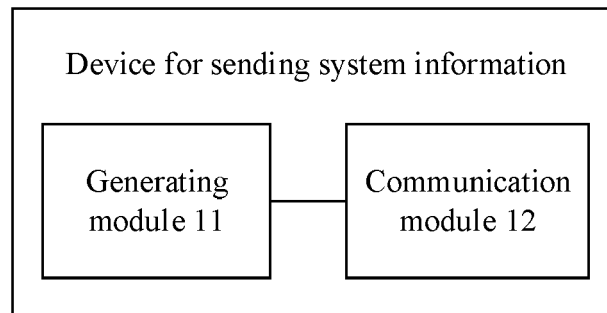 Device for sending system information
Generating
module 11
Communication
module 12